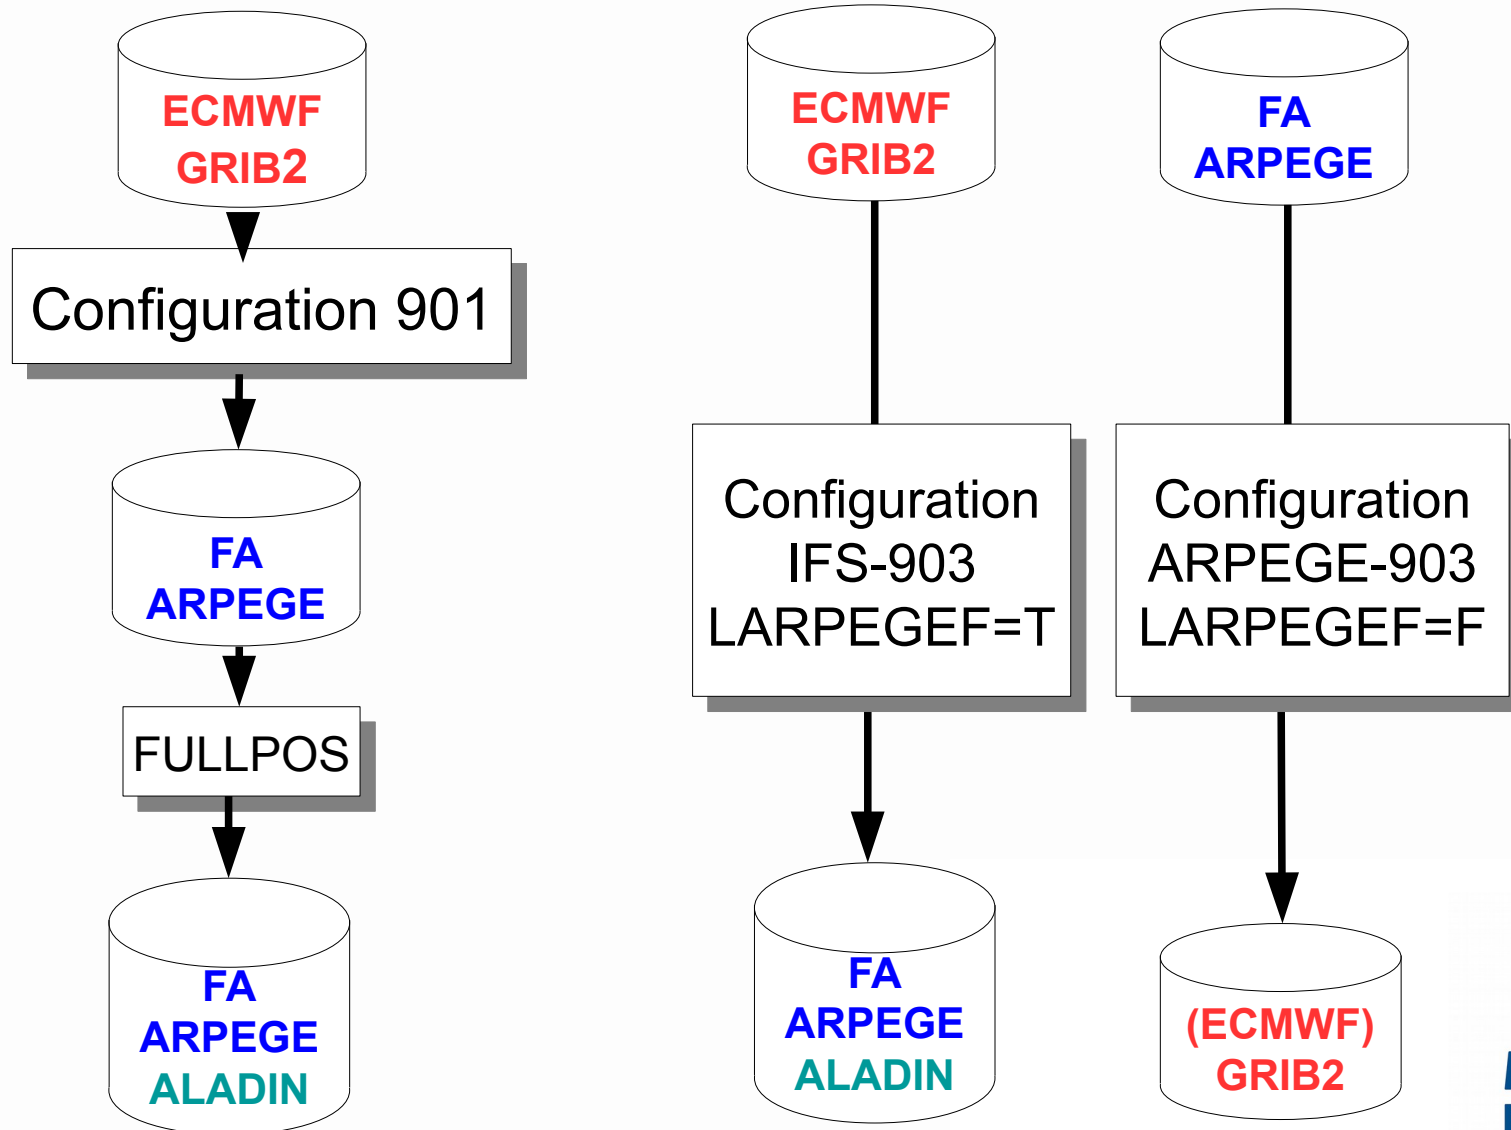 ECMWF
GRIB2
Configuration 901
FA
ARPEGE
FULLPOS
FA
ARPEGE
ALADIN
ECMWF
GRIB2
Configuration
IFS-903
LARPEGEF=T
FA
ARPEGE
ALADIN
FA
ARPEGE
Configuration
ARPEGE-903
LARPEGEF=F
(ECMWF)
GRIB2